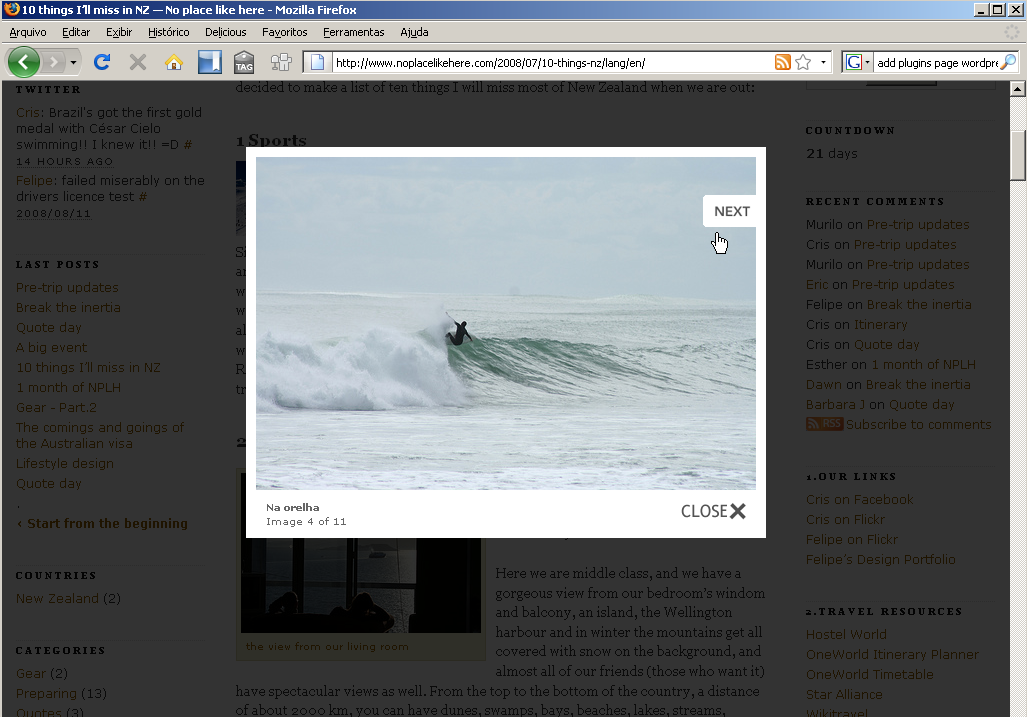 10 things I'll miss in NZ — No place like here - Mozilla Firefox
Arquivo Editar Exibir Histórico Delicious Favoritos Ferramentas Ajuda
TAG http://www.noplacelikehere.com/2008/07/10-things-nz/lang/en/ G add plugins page wordpre
TWITTER
Cris: Brazil's got the first gold
medal with César Cielo
swimming!! I knew it!! =D #
14 HOURS AGO
Felipe: failed miserably on the
drivers licence test #
2008/08/11
LAST POSTS
Pre-trip updates
Break the inertia
Quote day
A big event
10 things I'll miss in NZ
1 month of NPLH
Gear - Part.2
The comings and goings of
the Australian visa
Lifestyle design
Quote day
.
‹ Start from the beginning
COUNTRIES
New Zealand (2)
CATEGORIES
Gear (2)
Preparing (13)
Quotes (3)
decided to make a list of ten things I will miss most of New Zealand when we are out:
1 Sports
NEXT
Na orelha
Image 4 of 11
CLOSE
the view from our living room
Here we are middle class, and we have a
gorgeous view from our bedroom's windom
and balcony, an island, the Wellington
harbour and in winter the mountains get all
covered with snow on the background, and
almost all of our friends (those who want it)
have spectacular views as well. From the top to the bottom of the country, a distance
of about 2000 km, you can have dunes, swamps, bays, beaches, lakes, streams,
COUNTDOWN
21 days
RECENT COMMENTS
Murilo on Pre-trip updates
Cris on Pre-trip updates
Murilo on Pre-trip updates
Eric on Pre-trip updates
Felipe on Break the inertia
Cris on Itinerary
Cris on Quote day
Esther on 1 month of NPLH
Dawn on Break the inertia
Barbara J on Quote day
RSS Subscribe to comments
1.OUR LINKS
Cris on Facebook
Cris on Flickr
Felipe on Flickr
Felipe's Design Portfolio
2.TRAVEL RESOURCES
Hostel World
OneWorld Itinerary Planner
OneWorld Timetable
Star Alliance
Wikitravel